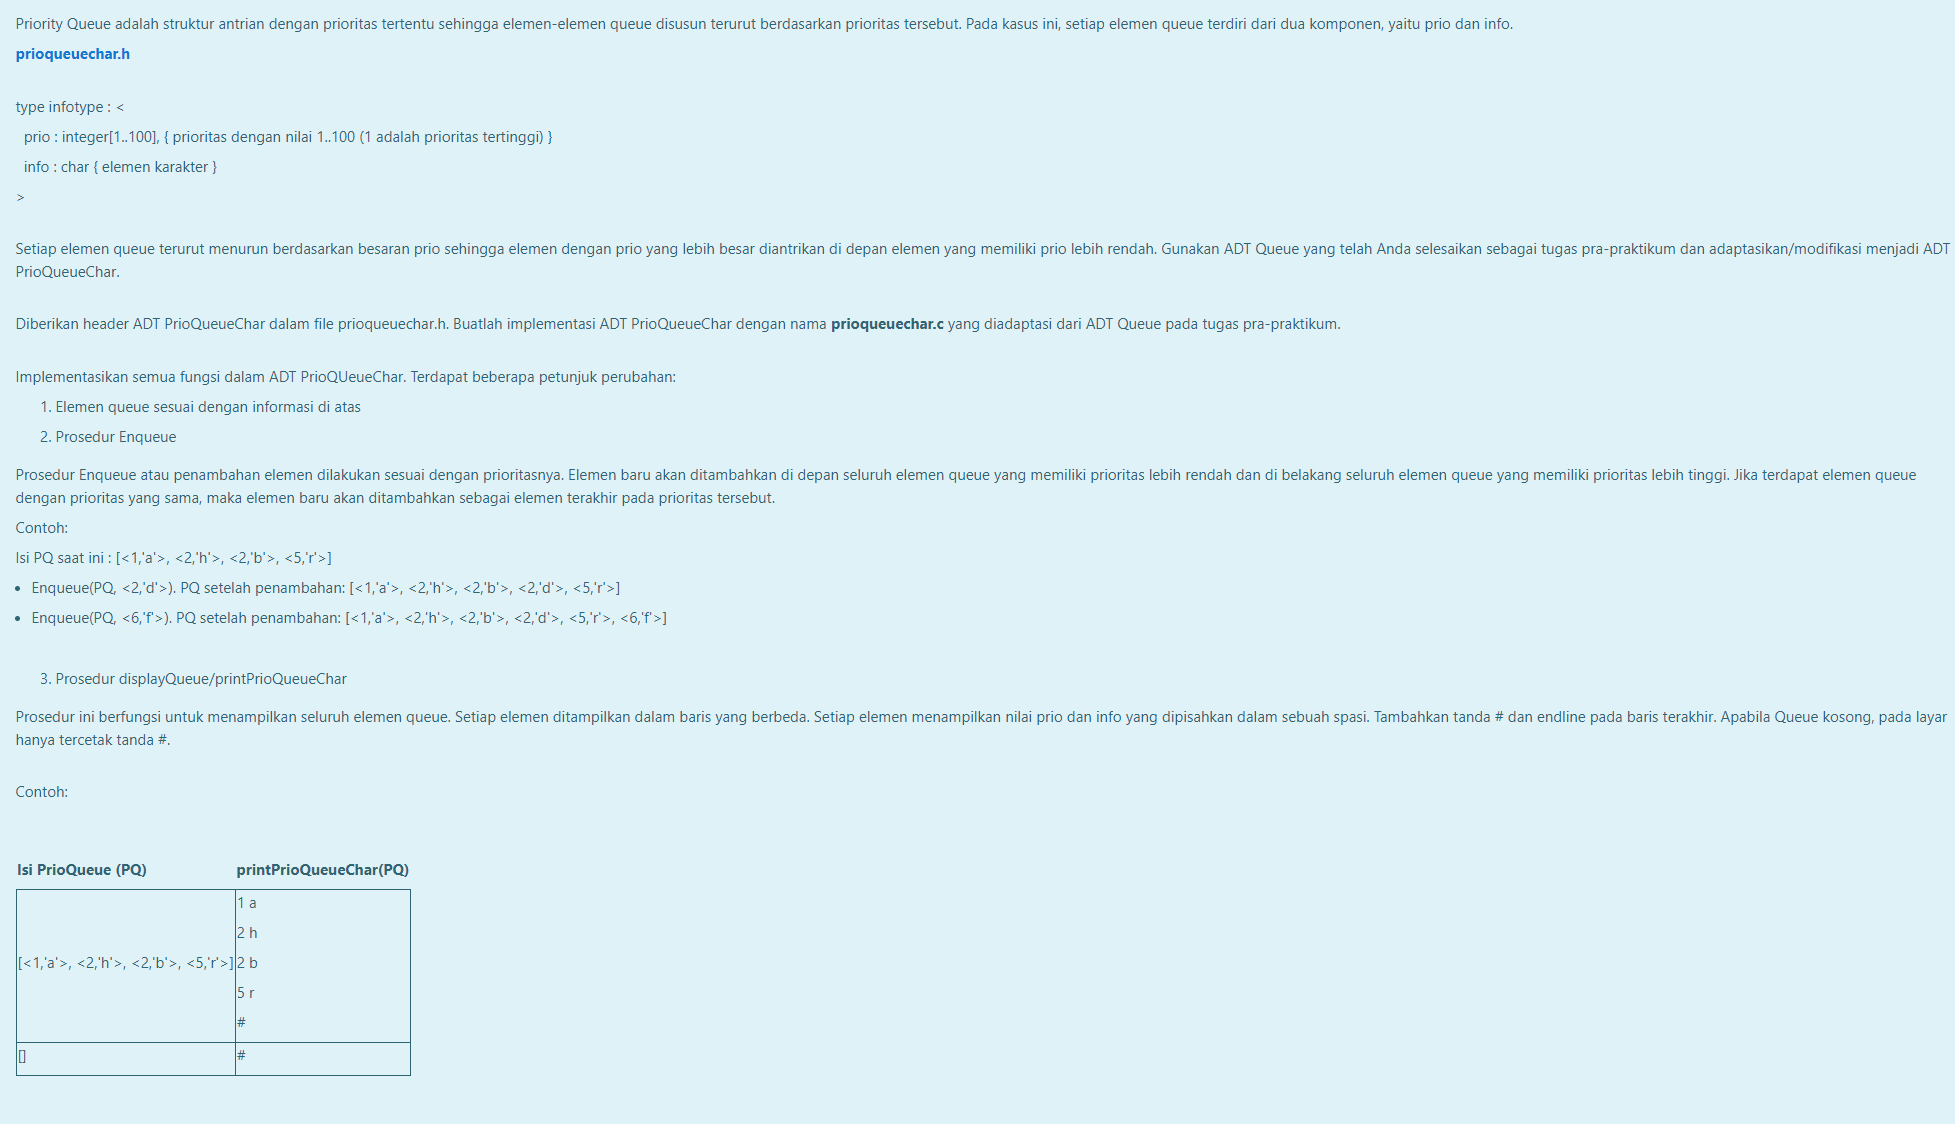 Priority Queue adalah struktur antrian dengan prioritas tertentu sehingga elemen-elemen queue disusun terurut berdasarkan prioritas tersebut. Pada kasus ini, setiap elemen queue terdiri dari dua komponen, yaitu prio dan info.
prioqueuechar.h
type infotype : <
prio : integer[1..100], { prioritas dengan nilai 1..100 (1 adalah prioritas tertinggi) }
info : char { elemen karakter }
>
Setiap elemen queue terurut menurun berdasarkan besaran prio sehingga elemen dengan prio yang lebih besar diantrikan di depan elemen yang memiliki prio lebih rendah. Gunakan ADT Queue yang telah Anda selesaikan sebagai tugas pra-praktikum dan adaptasikan/modifikasi menjadi ADT
PrioQueueChar.
Diberikan header ADT PrioQueueChar dalam file prioqueuechar.h. Buatlah implementasi ADT PrioQueueChar dengan nama prioqueuechar.c yang diadaptasi dari ADT Queue pada tugas pra-praktikum.
Implementasikan semua fungsi dalam ADT PrioQUeueChar. Terdapat beberapa petunjuk perubahan:
1. Elemen queue sesuai dengan informasi di atas
2. Prosedur Enqueue
Prosedur Enqueue atau penambahan elemen dilakukan sesuai dengan prioritasnya. Elemen baru akan ditambahkan di depan seluruh elemen queue yang memiliki prioritas lebih rendah dan di belakang seluruh elemen queue yang memiliki prioritas lebih tinggi. Jika terdapat elemen queue
dengan prioritas yang sama, maka elemen baru akan ditambahkan sebagai elemen terakhir pada prioritas tersebut.
Contoh:
Isi PQ saat ini : [<1,'a'>, <2,'h'>, <2,'b'>, <5,'r'>]
• Enqueue(PQ, <2,'d'>). PQ setelah penambahan: [<1,'a'>, <2,'h'>, <2,'b'>, <2,'d'>, <5,'r'>]
• Enqueue(PQ, <6,'f'>). PQ setelah penambahan: [<1,'a'>, <2,'h'>, <2,'b'>, <2,'d'>, <5,'r'>, <6,'f'>]
3. Prosedur displayQueue/printPrioQueueChar
Prosedur ini berfungsi untuk menampilkan seluruh elemen queue. Setiap elemen ditampilkan dalam baris yang berbeda. Setiap elemen menampilkan nilai prio dan info yang dipisahkan dalam sebuah spasi. Tambahkan tanda # dan endline pada baris terakhir. Apabila Queue kosong, pada layar
hanya tercetak tanda #.
Contoh:
Isi PrioQueue (PQ) printPrioQueueChar(PQ)
1 a
2 h
[<1,'a'>, <2,'h'>, <2,'b'>, <5,'r'>] 2 b
5 r
#
[] #